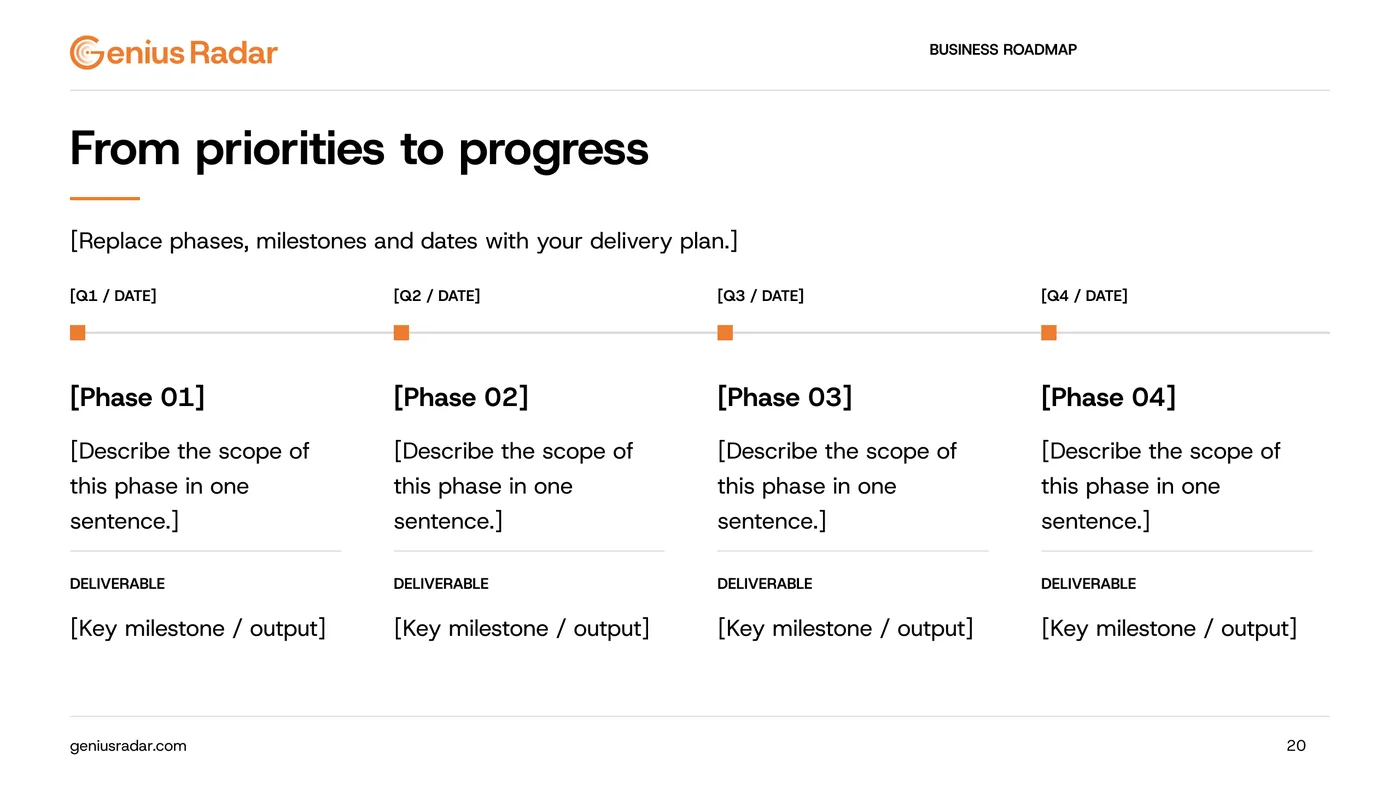 Genius Radar
BUSINESS ROADMAP
From priorities to progress
[Replace phases, milestones and dates with your delivery plan.]
[Q1 / DATE]
[Q2 / DATE]
[Q3 / DATE]
[Q4 / DATE]
[Phase 01]
[Describe the scope of
this phase in one
sentence.]
DELIVERABLE
[Key milestone / output]
[Phase 02]
[Describe the scope of
this phase in one
sentence.]
DELIVERABLE
[Key milestone / output]
[Phase 03]
[Describe the scope of
this phase in one
sentence.]
DELIVERABLE
[Key milestone / output]
[Phase 04]
[Describe the scope of
this phase in one
sentence.]
DELIVERABLE
[Key milestone / output]
geniusradar.com
20